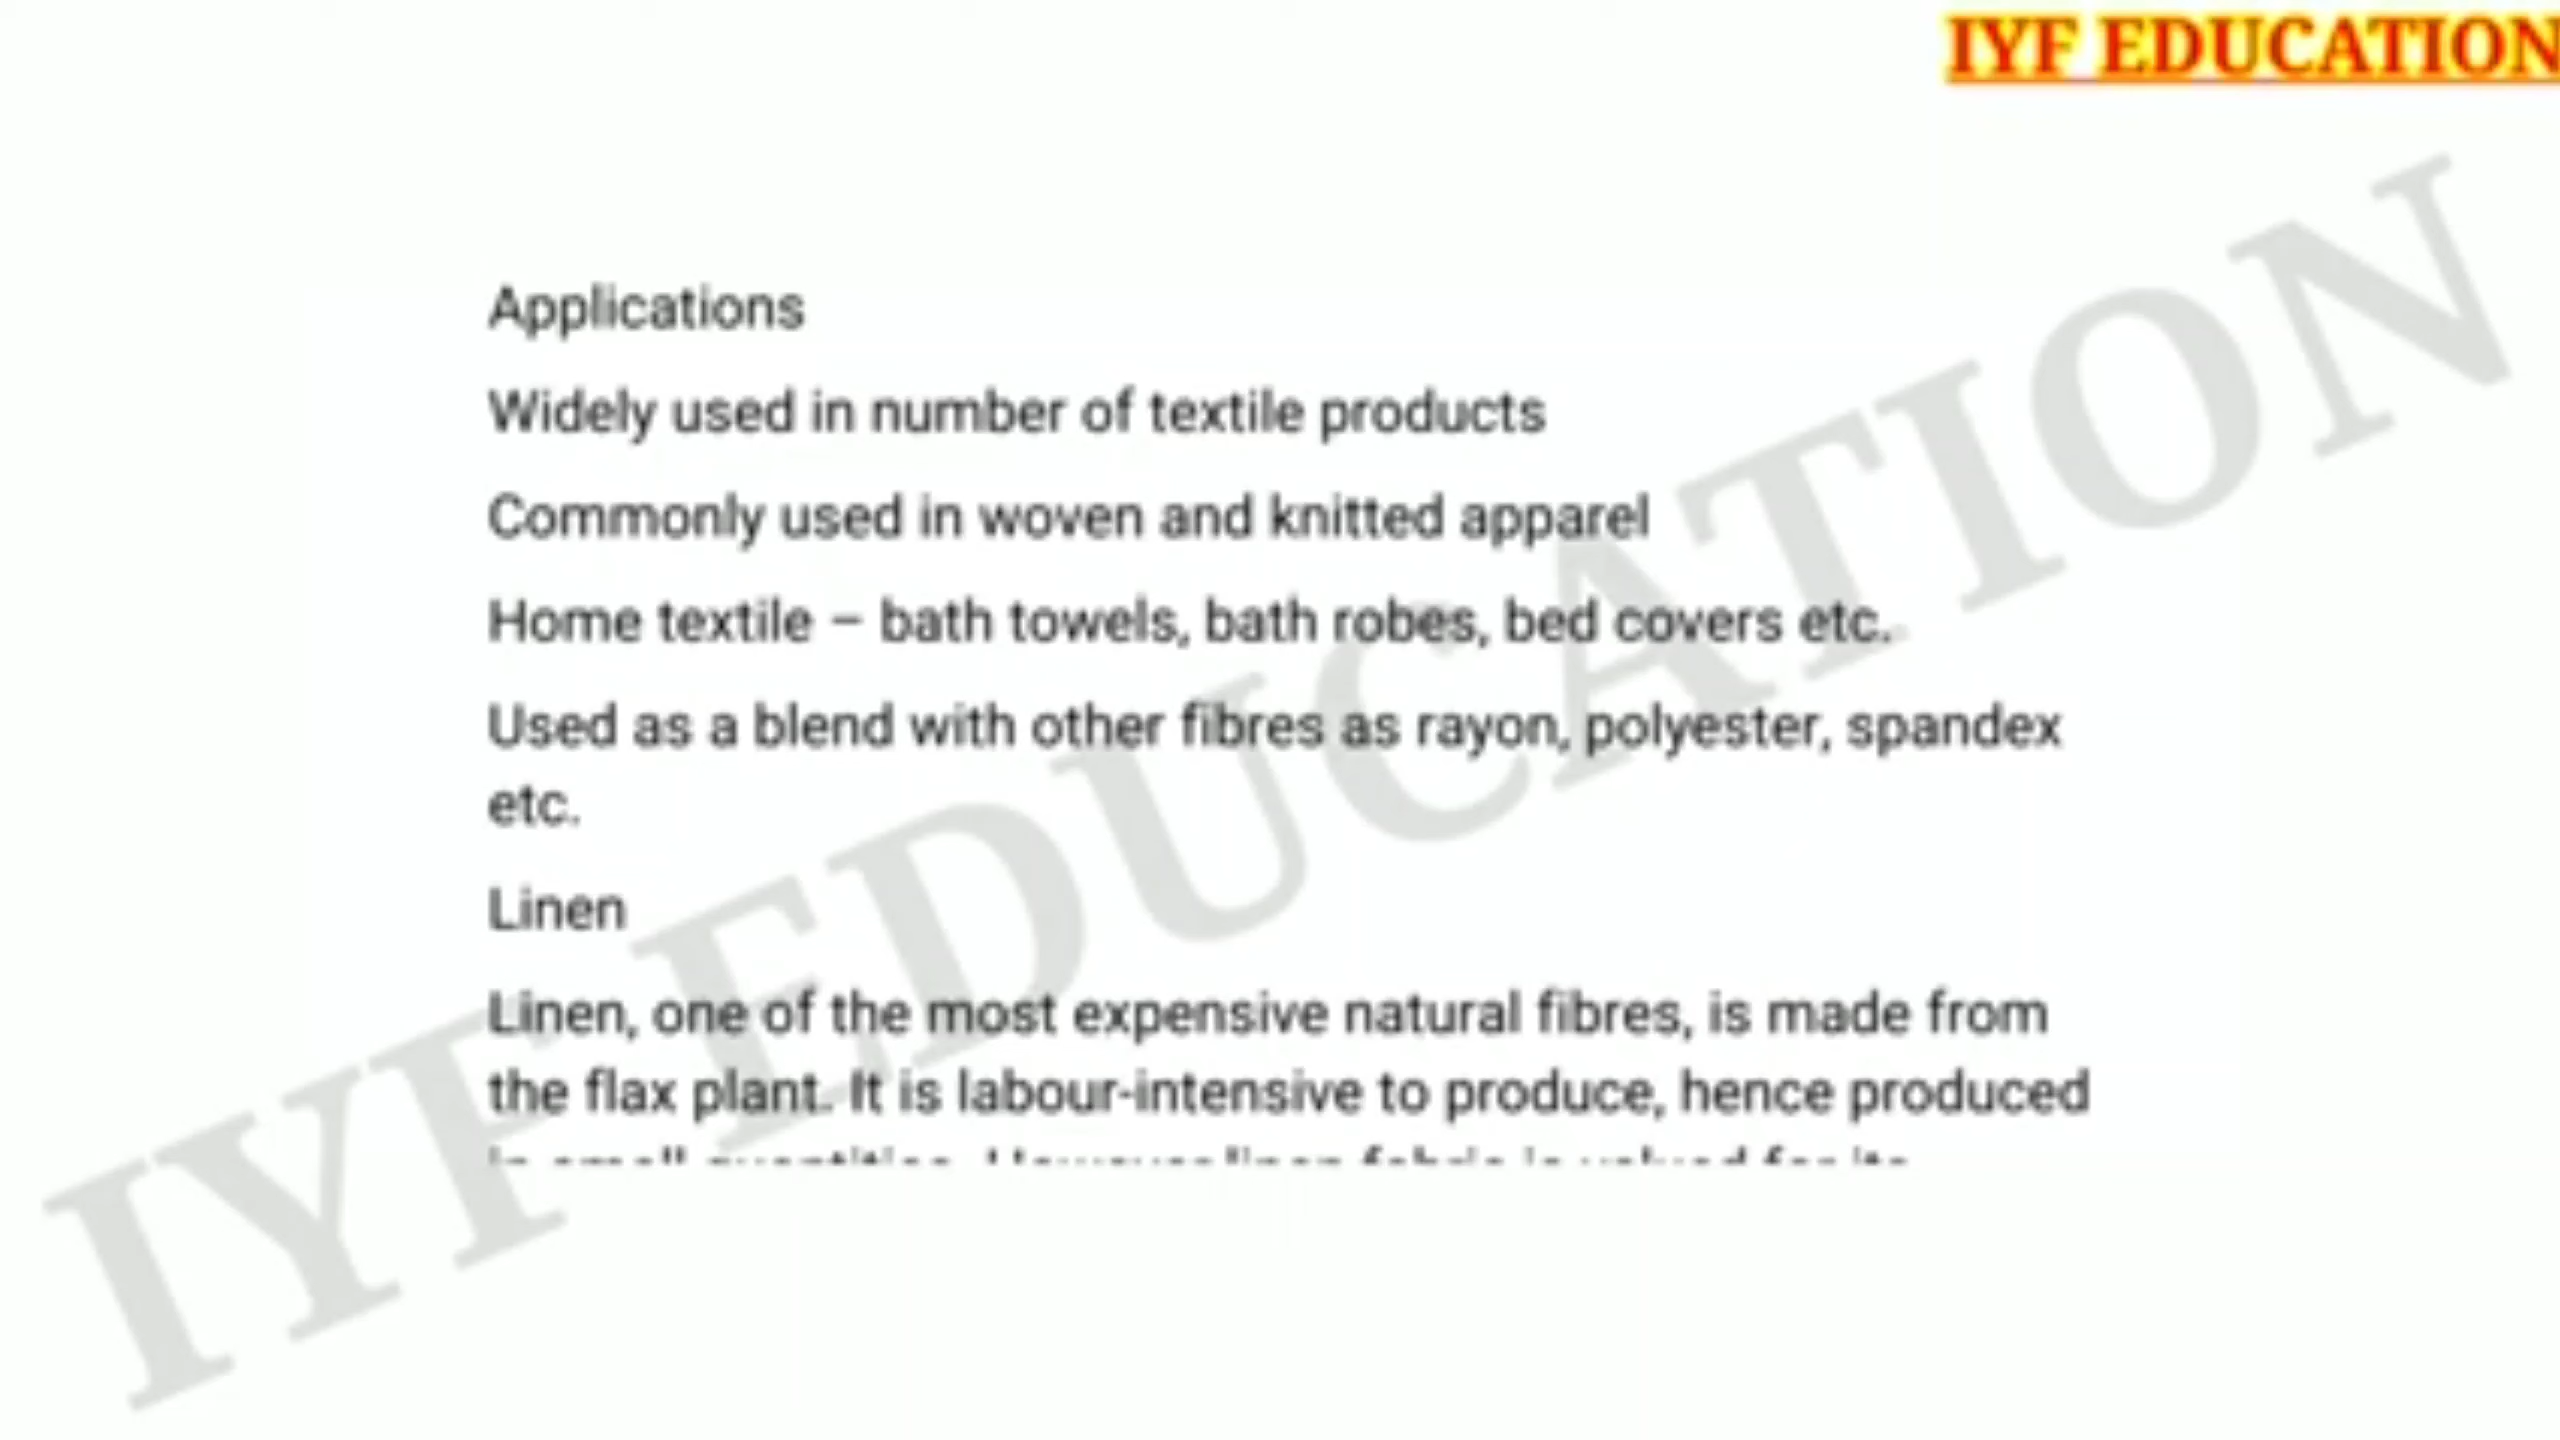 IYF EDUCATION
Applications
Widely used in number of textile products
Commonly used in woven and knitted apparel
Home textile – bath towels, bath robes, bed covers etc.
Used as a blend with other fibres as rayon, polyester, spandex
etc.
Linen
Linen, one of the most expensive natural fibres, is made from
the flax plant. It is labour-intensive to produce, hence produced
IYF EDUCATION